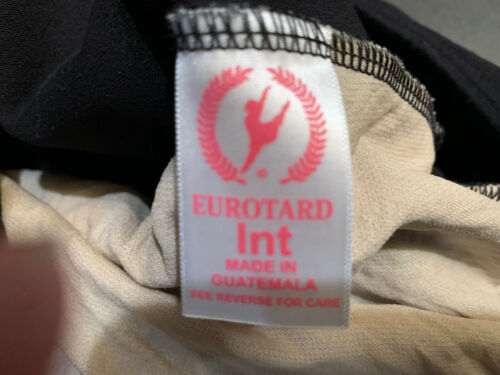 ®
EUROTARD
Int
MADE IN
GUATEMALA
SEE REVERSE FOR CARE